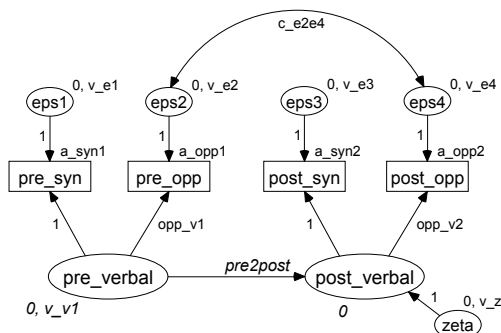 c_e2e4
0, v_e1
0, v_e2
0, v_e3
0, v_e4
eps1
eps2
eps3
eps4
1
1
1
1
a_syn1
a_opp1
a_syn2
a_opp2
pre_syn
pre_opp
post_syn
post_opp
1
opp_v1
1
opp_v2
pre_verbal
pre2post
post_verbal
0, v_v1
0
1
0, v_z
zeta